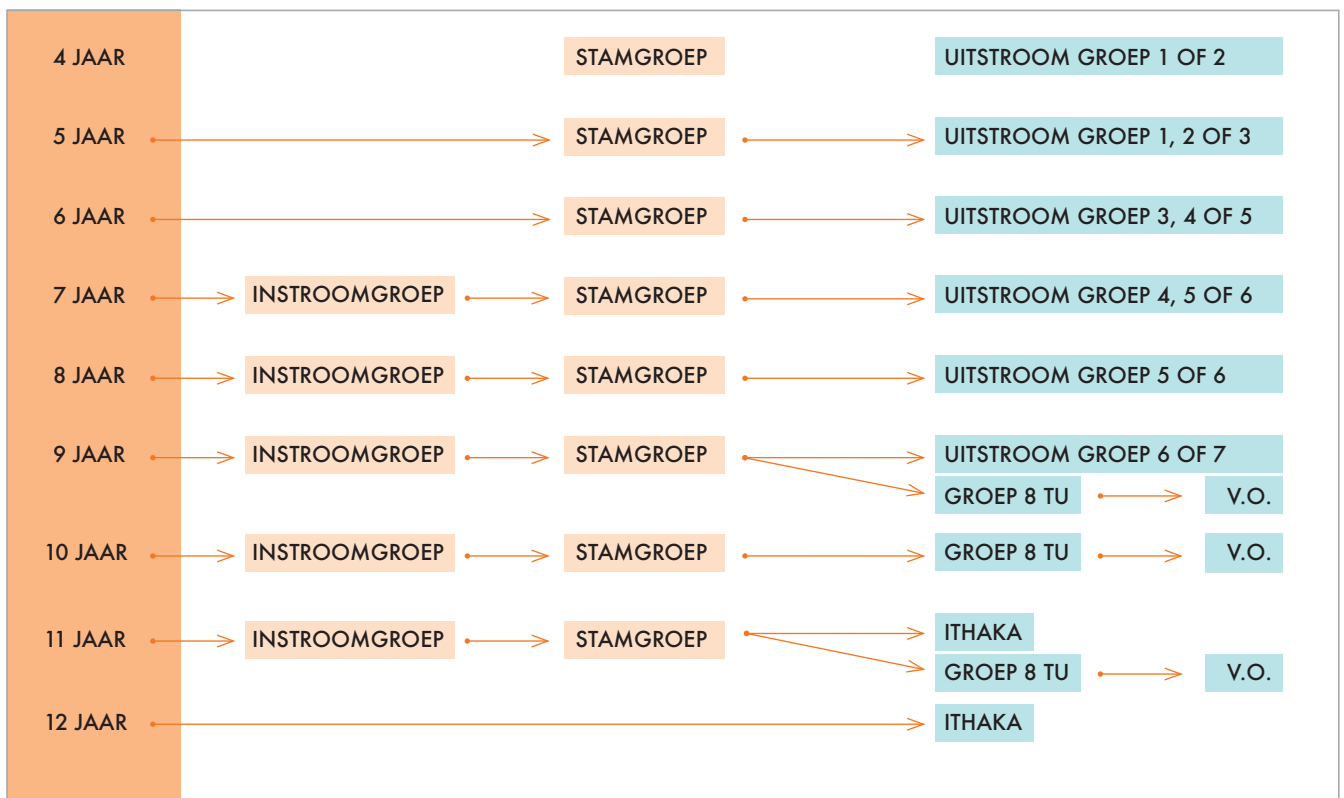 4 JAAR STAMGROEP UITSTROOM GROEP 1 OF 2
5 JAAR STAMGROEP UITSTROOM GROEP 1, 2 OF 3
6 JAAR STAMGROEP UITSTROOM GROEP 3, 4 OF 5
7 JAAR INSTROOMGROEP STAMGROEP UITSTROOM GROEP 4, 5 OF 6
8 JAAR INSTROOMGROEP STAMGROEP UITSTROOM GROEP 5 OF 6
9 JAAR INSTROOMGROEP STAMGROEP UITSTROOM GROEP 6 OF 7
GROEP 8 TU V.O.
10 JAAR INSTROOMGROEP STAMGROEP GROEP 8 TU V.O.
11 JAAR INSTROOMGROEP STAMGROEP ITHAKA
GROEP 8 TU V.O.
12 JAAR ITHAKA